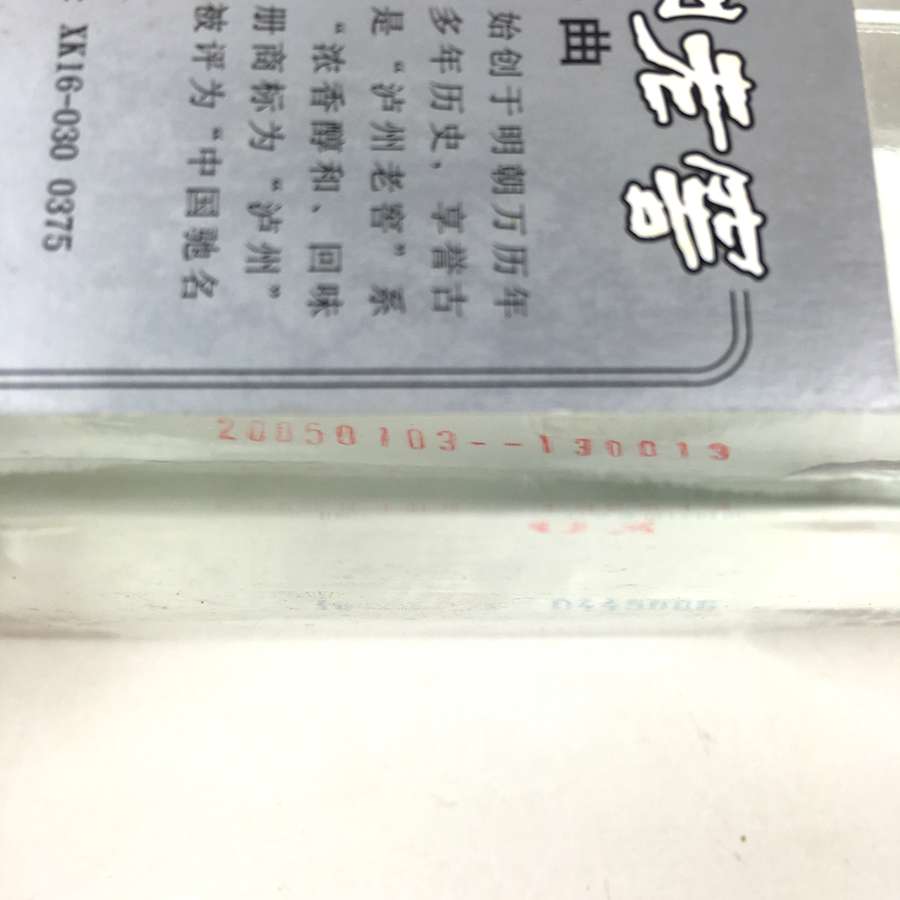 老窖
曲
始创于明朝万历年
多年历史，享誉古
是“泸州老窖”系
“浓香醇和、回味
册商标为“泸州”
被评为“中国驰名
XK16-030 0375
20050103--130013